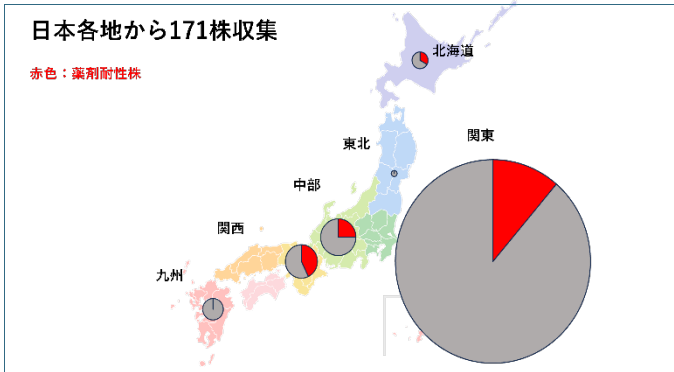 日本各地から171株収集
赤色：薬剤耐性株
北海道
東北
関東
中部
関西
九州